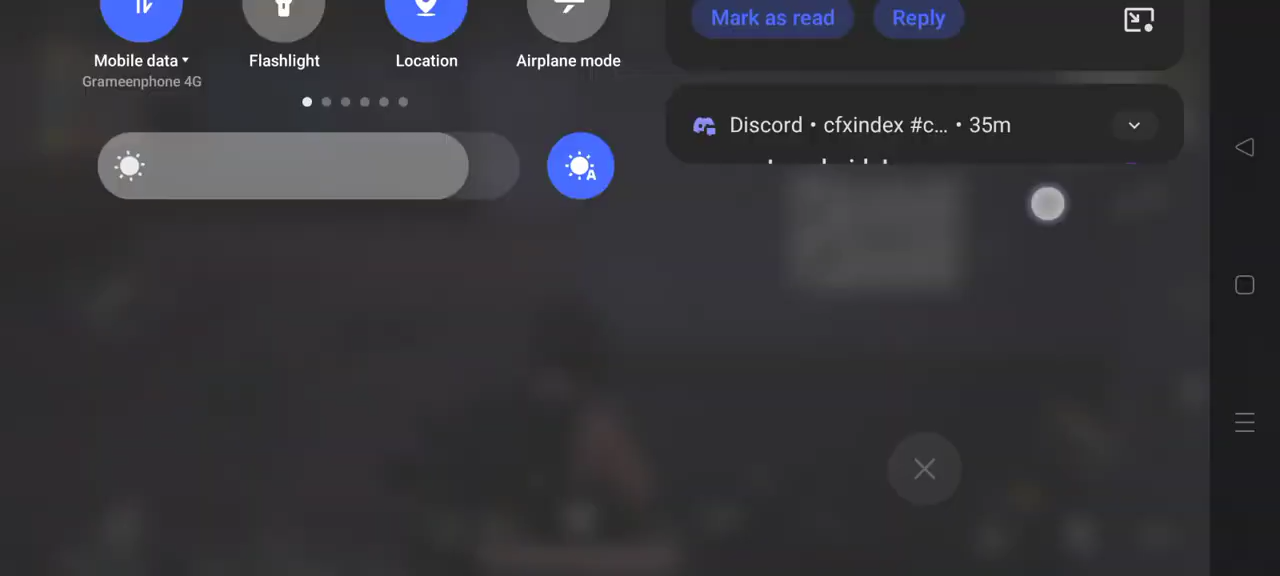 Mobile data
Grameenphone 4G
Flashlight
Location
Airplane mode
A
Mark as read
Reply
Discord • cfxindex #c... • 35m